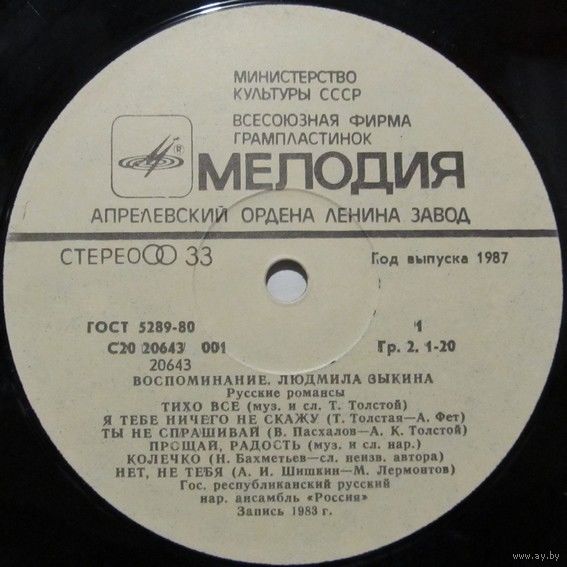 МИНИСТЕРСТВО
КУЛЬТУРЫ СССР
ВСЕСОЮЗНАЯ ФИРМА
ГРАМПЛАСТИНОК
R
МЕЛОДИЯ
АПРЕЛЕВСКИЙ ОРДЕНА ЛЕНИНА ЗАВОД
СТЕРЕО 33 Год выпуска 1987
ГОСТ 5289-80 1
С20 20643 001 Гр. 2. 1-20
20643
ВОСПОМИНАНИЕ. ЛЮДМИЛА ЗЫКИНА
Русские романсы
ТИХО ВСЕ (муз. и сл. Т. Толстой)
Я ТЕБЕ НИЧЕГО НЕ СКАЖУ (Т. Толстая—А. Фет)
ТЫ НЕ СПРАШИВАЙ (В. Пасхалов—А. К. Толстой)
ПРОЩАЙ, РАДОСТЬ (муз. и сл. нар.)
КОЛЕЧКО (Н. Бахметьев—сл. неизв. автора)
НЕТ, НЕ ТЕБЯ (А. И. Шишкин—М. Лермонтов)
Гос. республиканский русский
нар. ансамбль «Россия»
Запись 1983 г.
www.ay.by